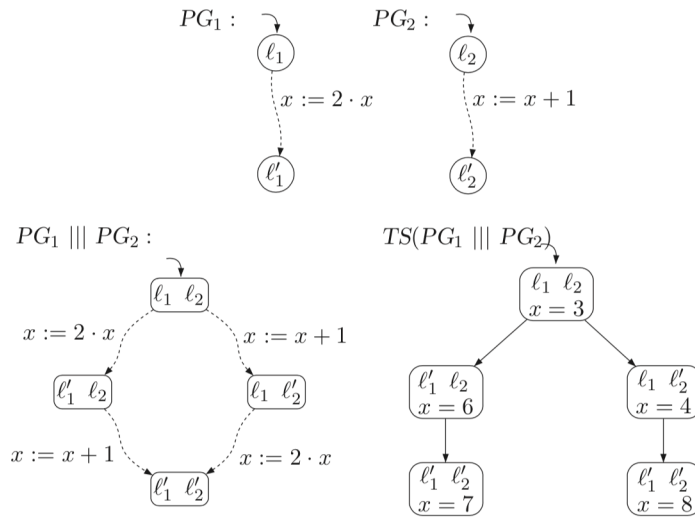 PG₁ : PG₂ :
ℓ₁ ℓ₂
x := 2 · x x := x + 1
ℓ′₁ ℓ′₂
PG₁ ||| PG₂ : TS(PG₁ ||| PG₂)
ℓ₁ ℓ₂
x := 2 · x x := x + 1
ℓ′₁ ℓ₂ ℓ₁ ℓ′₂
x := x + 1 x := 2 · x
ℓ′₁ ℓ′₂
ℓ₁ ℓ₂
x = 3
ℓ′₁ ℓ₂
x = 6
ℓ₁ ℓ′₂
x = 4
ℓ′₁ ℓ′₂
x = 7
ℓ′₁ ℓ′₂
x = 8